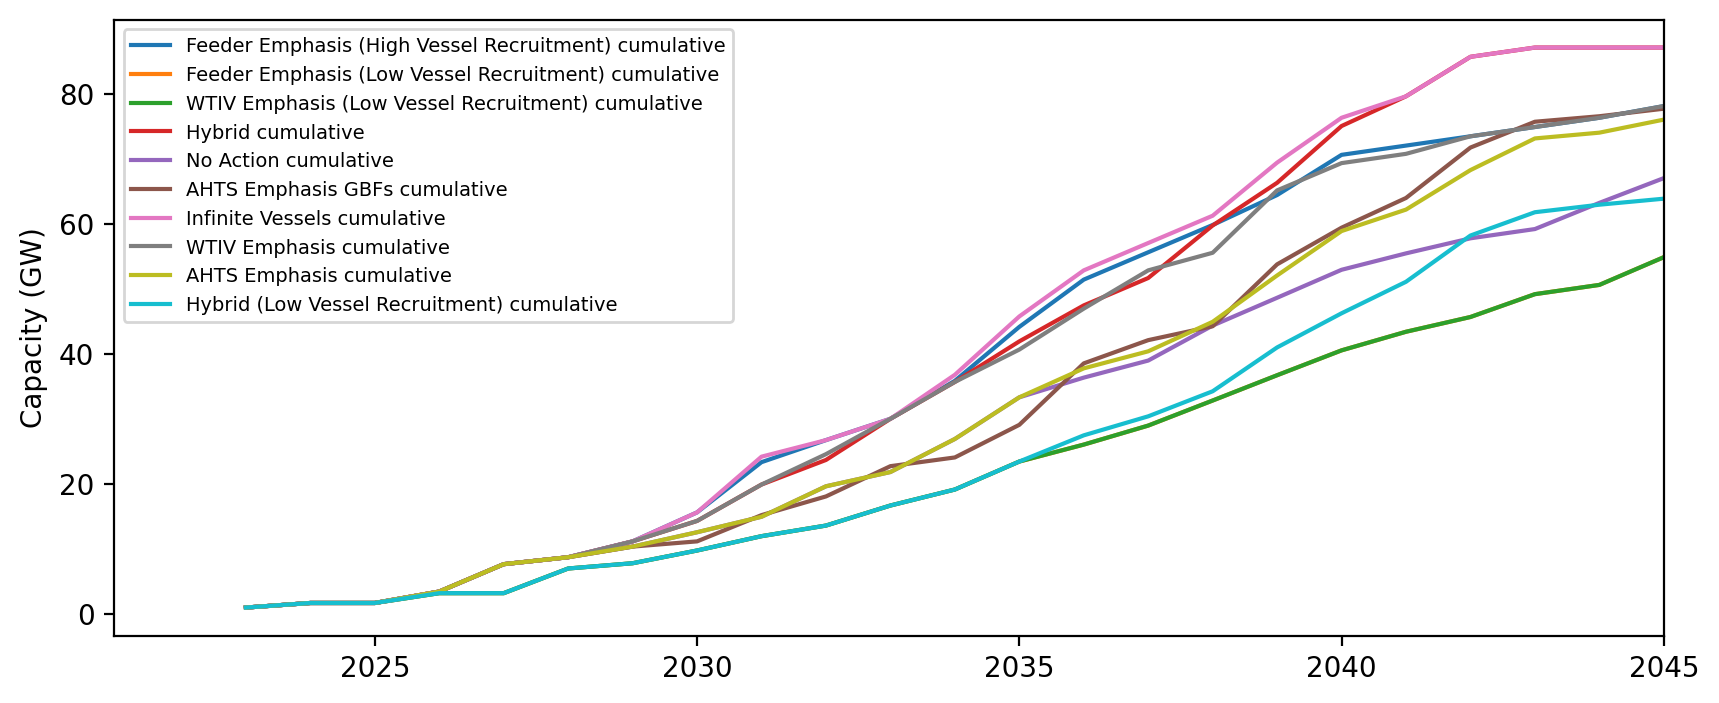 Feeder Emphasis (High Vessel Recruitment) cumulative
Feeder Emphasis (Low Vessel Recruitment) cumulative
WTIV Emphasis (Low Vessel Recruitment) cumulative
Hybrid cumulative
No Action cumulative
AHTS Emphasis GBFs cumulative
Infinite Vessels cumulative
WTIV Emphasis cumulative
AHTS Emphasis cumulative
Hybrid (Low Vessel Recruitment) cumulative
Capacity (GW)
80
60
40
20
0
2025
2030
2035
2040
2045